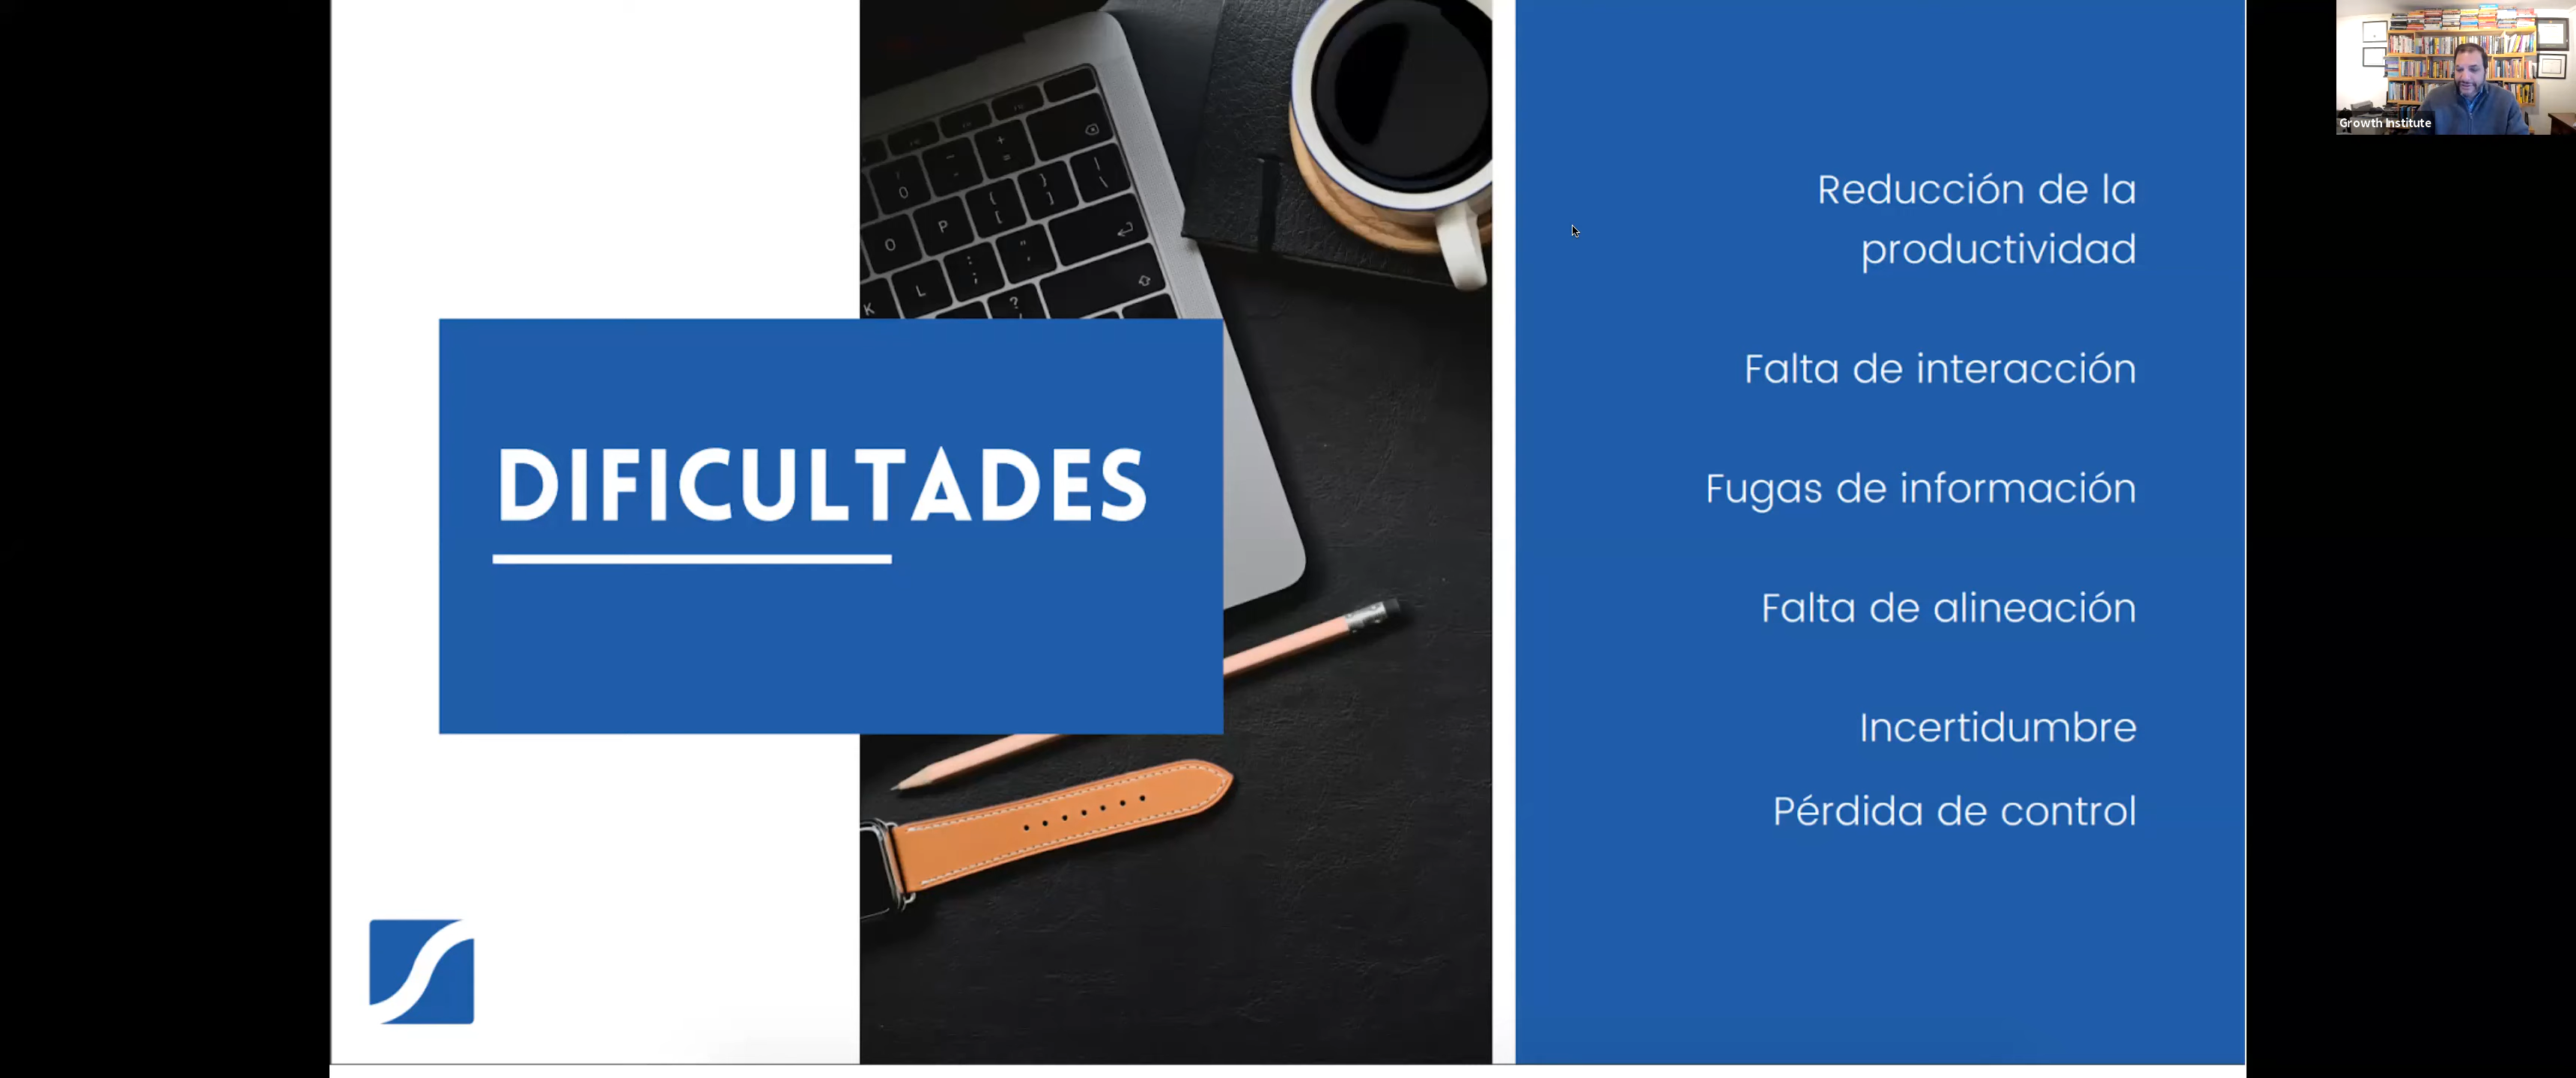 DIFICULTADES
Reducción de la
productividad
Falta de interacción
Fugas de información
Falta de alineación
Incertidumbre
Pérdida de control
Growth Institute